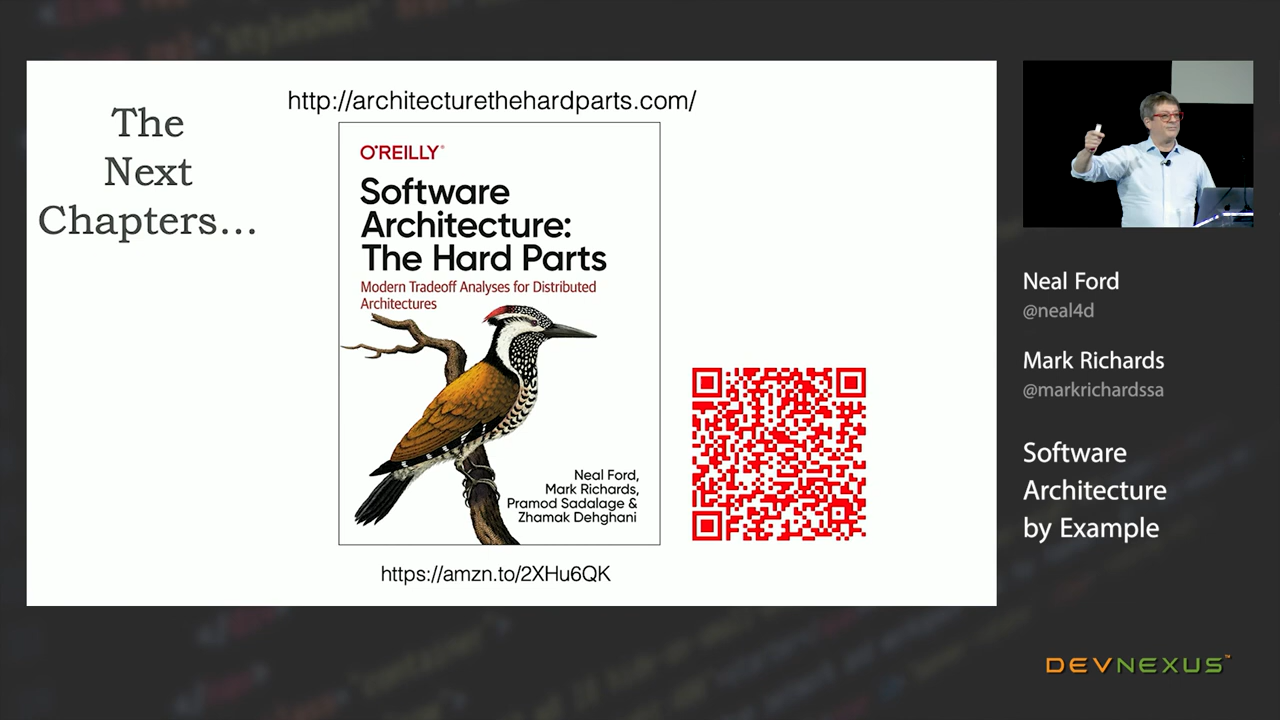 The
Next
Chapters...
http://architecturethehardparts.com/
O'REILLY®
Software
Architecture:
The Hard Parts
Modern Tradeoff Analyses for Distributed
Architectures
Neal Ford,
Mark Richards,
Pramod Sadalage &
Zhamak Dehghani
https://amzn.to/2XHu6QK
Neal Ford
@neal4d
Mark Richards
@markrichardssa
Software
Architecture
by Example
DEVNEXUS™